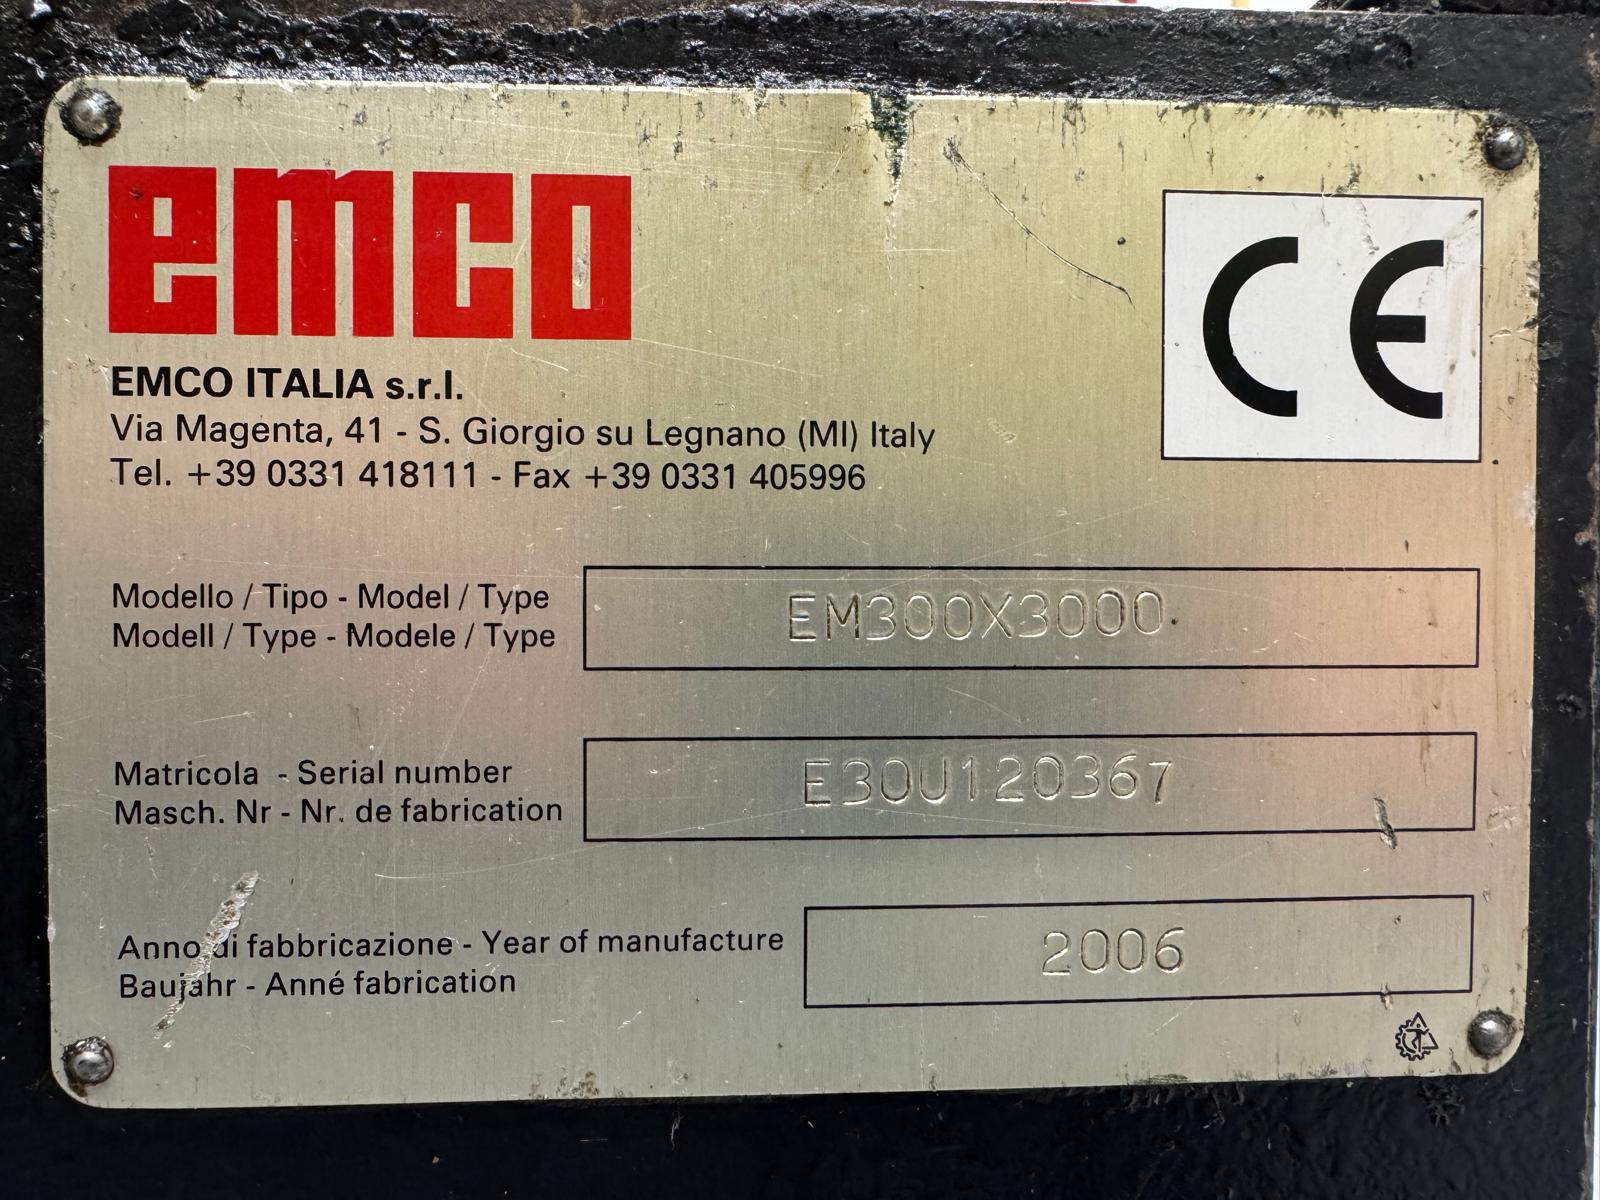 emco
CE
EMCO ITALIA s.r.l.
Via Magenta, 41 - S. Giorgio su Legnano (MI) Italy
Tel. +39 0331 418111 - Fax +39 0331 405996
Modello / Tipo - Model / Type
Modell / Type - Modele / Type
EM300X3000
Matricola - Serial number
Masch. Nr - Nr. de fabrication
E30U120367
Anno di fabbricazione - Year of manufacture
Baujahr - Anné fabrication
2006